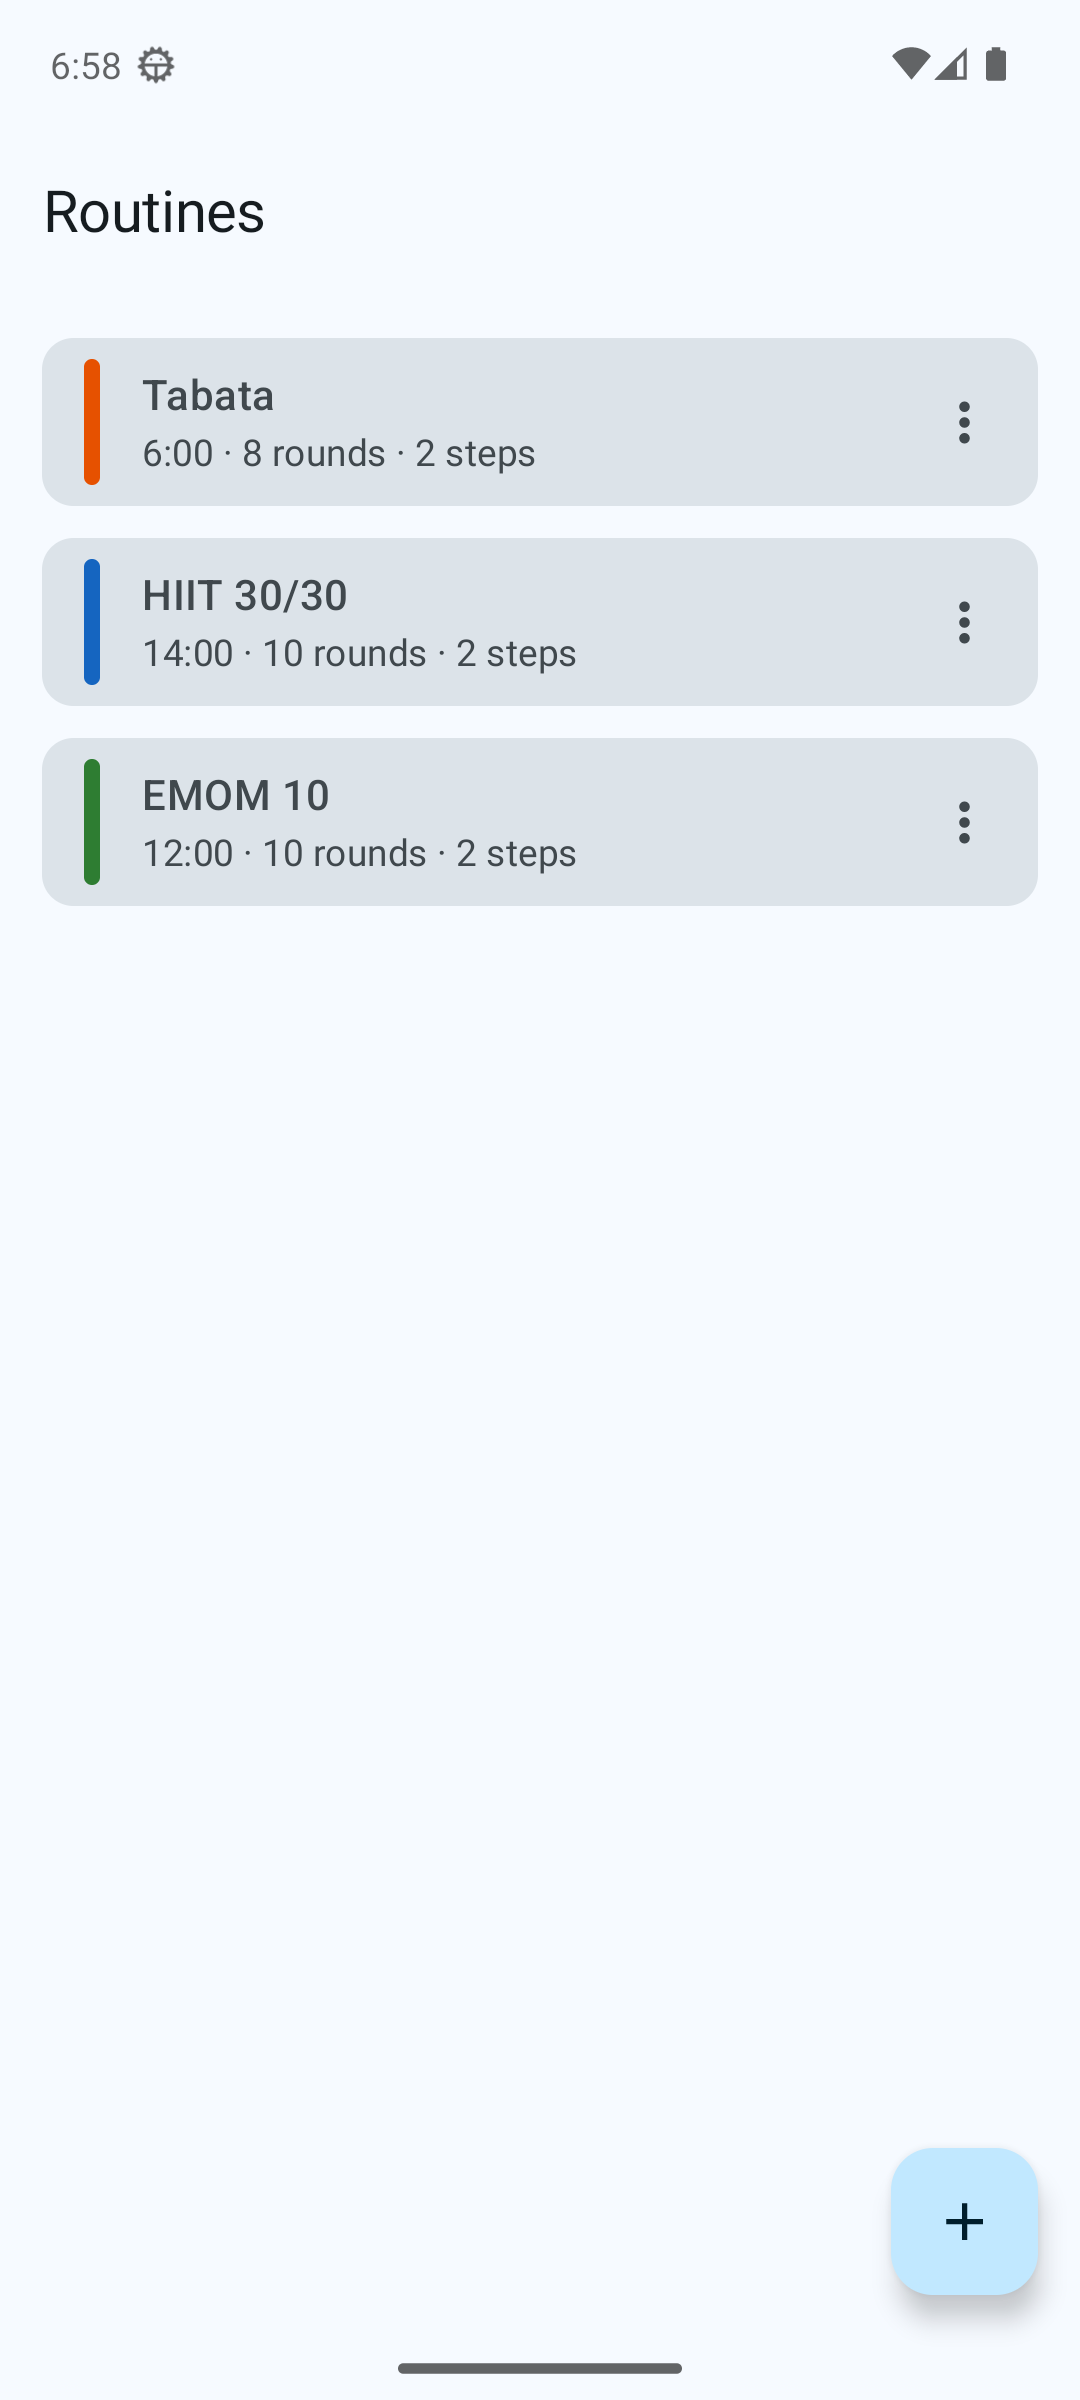 6:58
Routines
Tabata
6:00 · 8 rounds · 2 steps
HIIT 30/30
14:00 · 10 rounds · 2 steps
EMOM 10
12:00 · 10 rounds · 2 steps